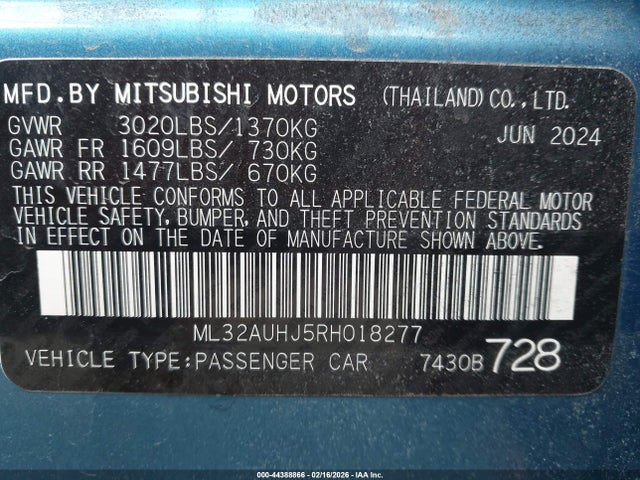 MFD.BY MITSUBISHI MOTORS (THAILAND) CO., LTD.
GVWR 3020LBS/1370KG JUN 2024
GAWR FR 1609LBS/ 730KG
GAWR RR 1477LBS/ 670KG
THIS VEHICLE CONFORMS TO ALL APPLICABLE FEDERAL MOTOR
VEHICLE SAFETY, BUMPER, AND THEFT PREVENTION STANDARDS
IN EFFECT ON THE DATE OF MANUFACTURE SHOWN ABOVE.
ML32AUHJ5RH018277
VEHICLE TYPE:PASSENGER CAR 7430B 728
000-44388866 - 02/16/2026 - IAA Inc.